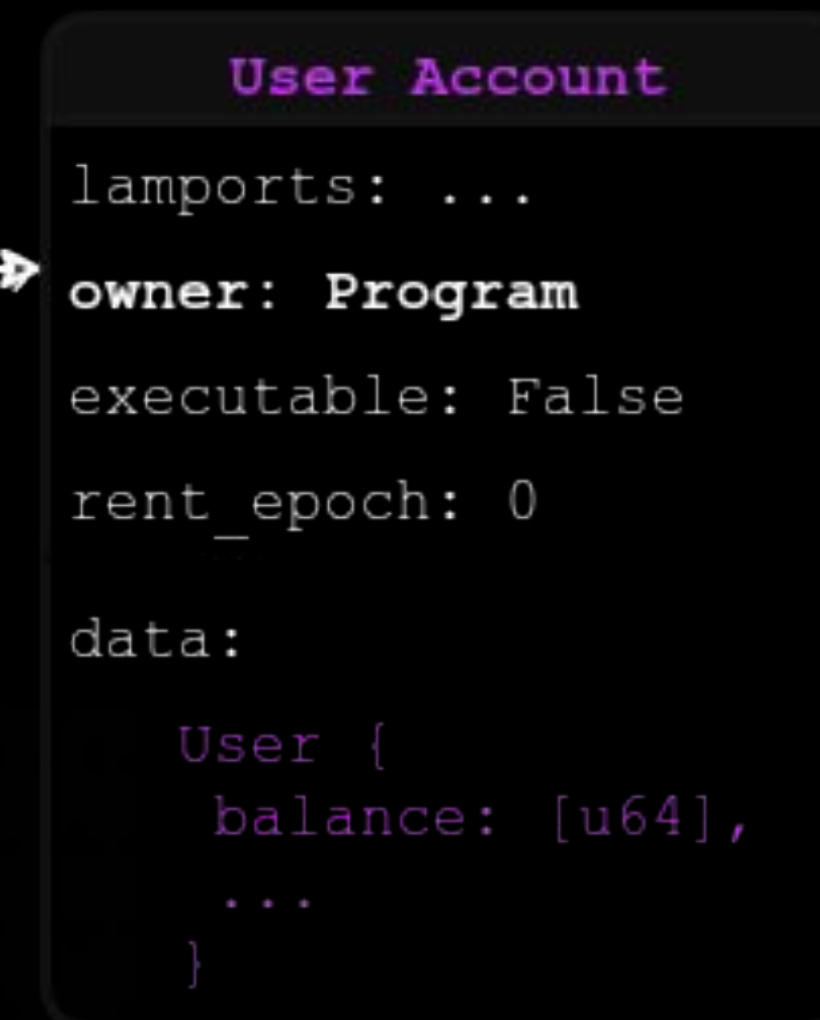 User Account
lamports: ...
owner: Program
executable: False
rent_epoch: 0
data:
User {
balance: [u64],
...
}